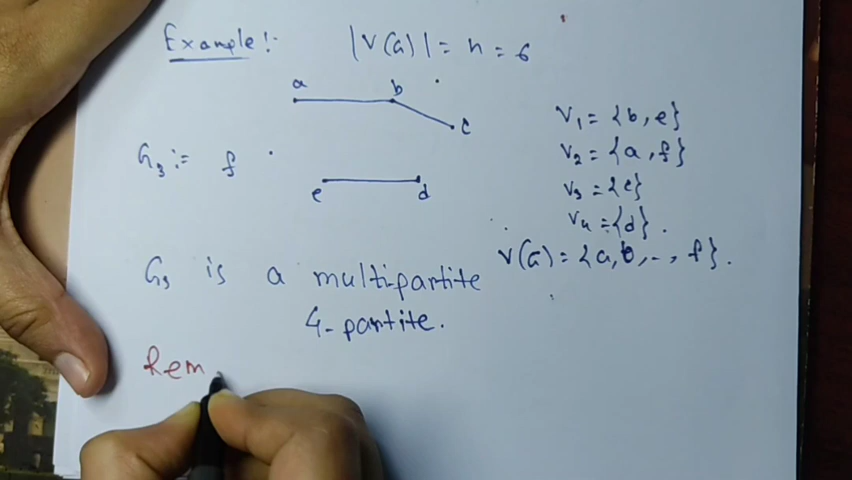 Example:-
|V(G)| = n = 6
a b
c
V₁ = {b, e}
G₃ := f
V₂ = {a, f}
e d
V₃ = {c}
V₄ = {d}.
V(G) = {a, b, .., f}.
G₃ is a multipartite
4-partite.
Rem